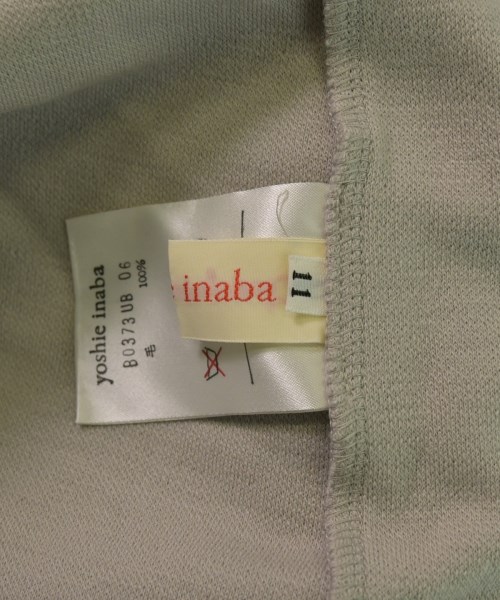 yoshie inaba
B0373UB 06
毛 100%
inaba
11